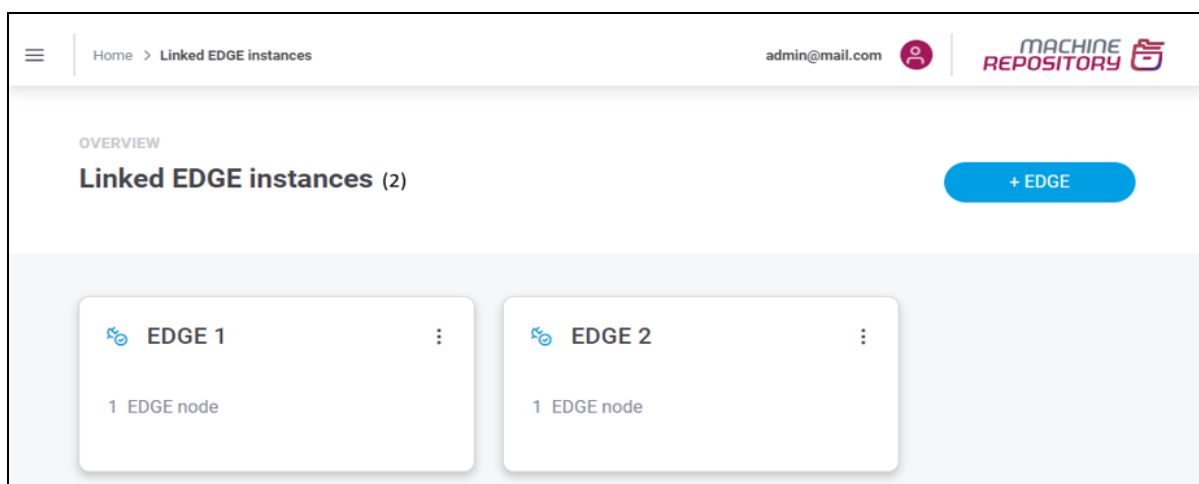 Home > Linked EDGE instances
admin@mail.com
MACHINE
REPOSITORY
OVERVIEW
Linked EDGE instances (2)
+ EDGE
EDGE 1
1 EDGE node
EDGE 2
1 EDGE node